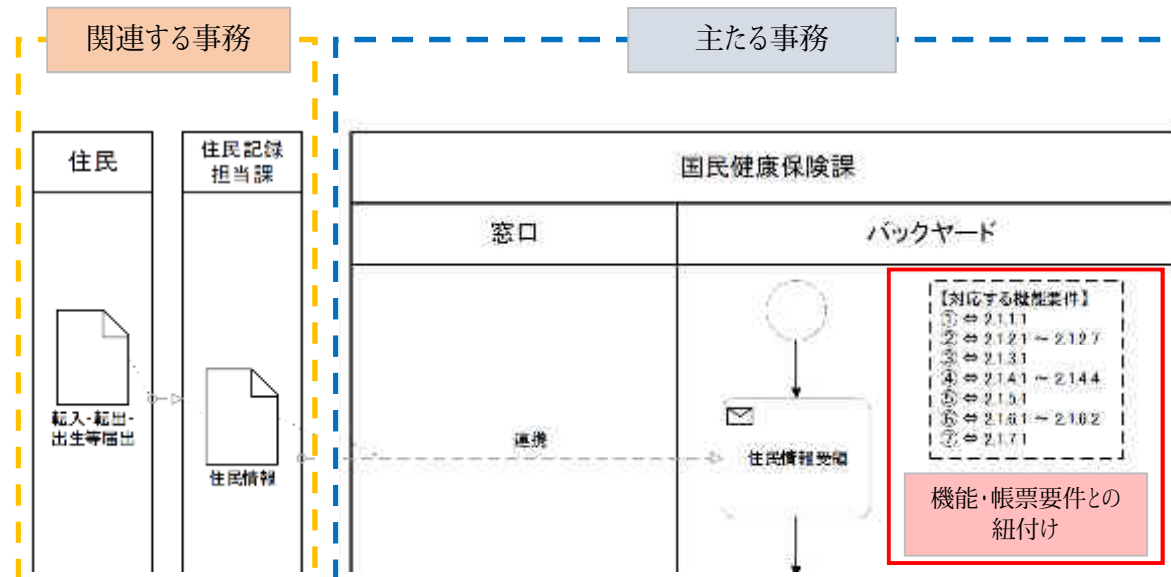 関連する事務
主たる事務
住民
住民記録
担当課
国民健康保険課
窓口
バックヤード
転入・転出・
出生等届出
住民情報
連携
住民情報受領
【対応する機能要件】
① ⇔ 2.1.1.1
② ⇔ 2.1.2.1 ～ 2.1.2.7
③ ⇔ 2.1.3.1
④ ⇔ 2.1.4.1 ～ 2.1.4.4
⑤ ⇔ 2.1.5.1
⑥ ⇔ 2.1.6.1 ～ 2.1.6.2
⑦ ⇔ 2.1.7.1
機能・帳票要件との
紐付け